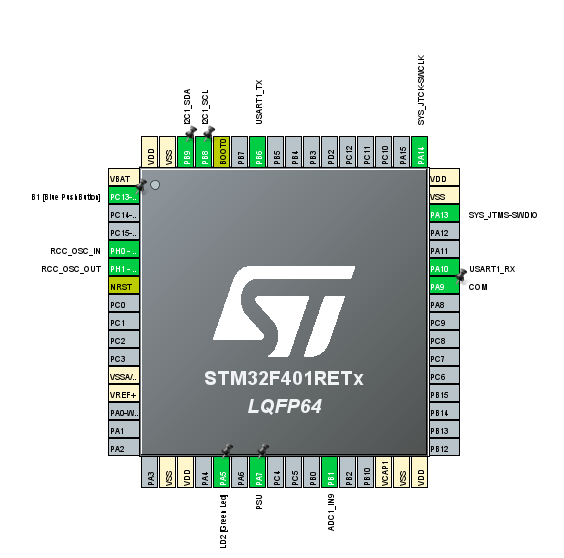 I2C1_SDA
I2C1_SCL
USART1_TX
SYS_JTCK-SWCLK
VDD
VSS
PB9
PB8
BOOT0
PB7
PB6
PB5
PB4
PB3
PD2
PC12
PC11
PC10
PA15
PA14
VBAT
B1 [Blue PushButton]
PC13-..
PC14-..
PC15-..
RCC_OSC_IN
PH0-..
RCC_OSC_OUT
PH1-..
NRST
PC0
PC1
PC2
PC3
VSSA/..
VREF+
PA0-W..
PA1
PA2
STM32F401RETx
LQFP64
VDD
VSS
PA13
SYS_JTMS-SWDIO
PA12
PA11
PA10
USART1_RX
PA9
COM
PA8
PC9
PC8
PC7
PC6
PB15
PB14
PB13
PB12
PA3
VSS
VDD
PA4
PA5
PA6
PA7
PC4
PC5
PB0
PB1
PB2
PB10
VCAP1
VSS
VDD
LD2 [Green Led]
PSU
ADC1_IN9